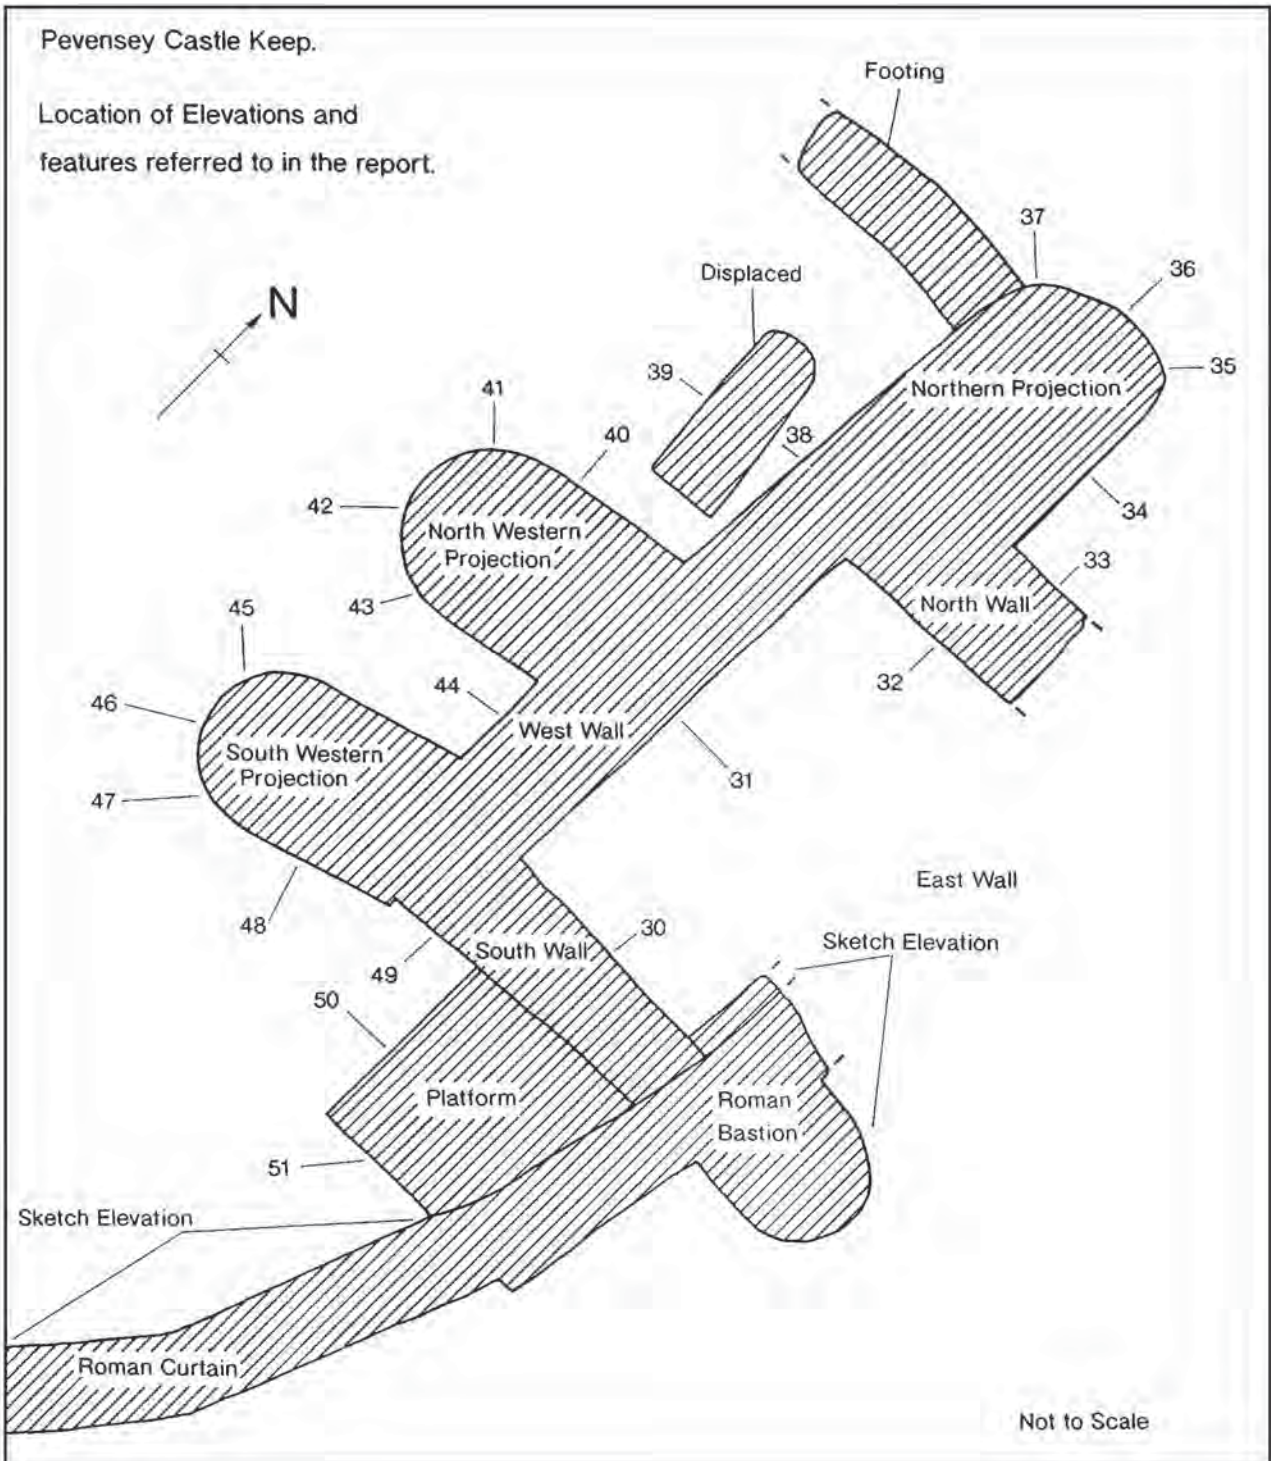 Pevensey Castle Keep.
Location of Elevations and
features referred to in the report.
Footing
37
36
Displaced
N
39
35
Northern Projection
41
40
38
42
34
North Western
Projection
33
43
North Wall
45
44
32
46
West Wall
South Western
Projection
31
47
East Wall
48
30
Sketch Elevation
South Wall
49
50
Platform
Roman
Bastion
51
Sketch Elevation
Roman Curtain
Not to Scale